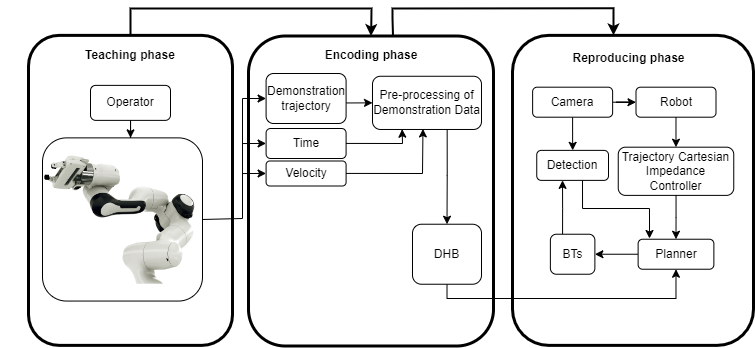 Teaching phase
Encoding phase
Reproducing phase
Operator
Demonstration
trajectory
Time
Velocity
Pre-processing of
Demonstration Data
DHB
Camera
Robot
Detection
Trajectory Cartesian
Impedance
Controller
BTs
Planner